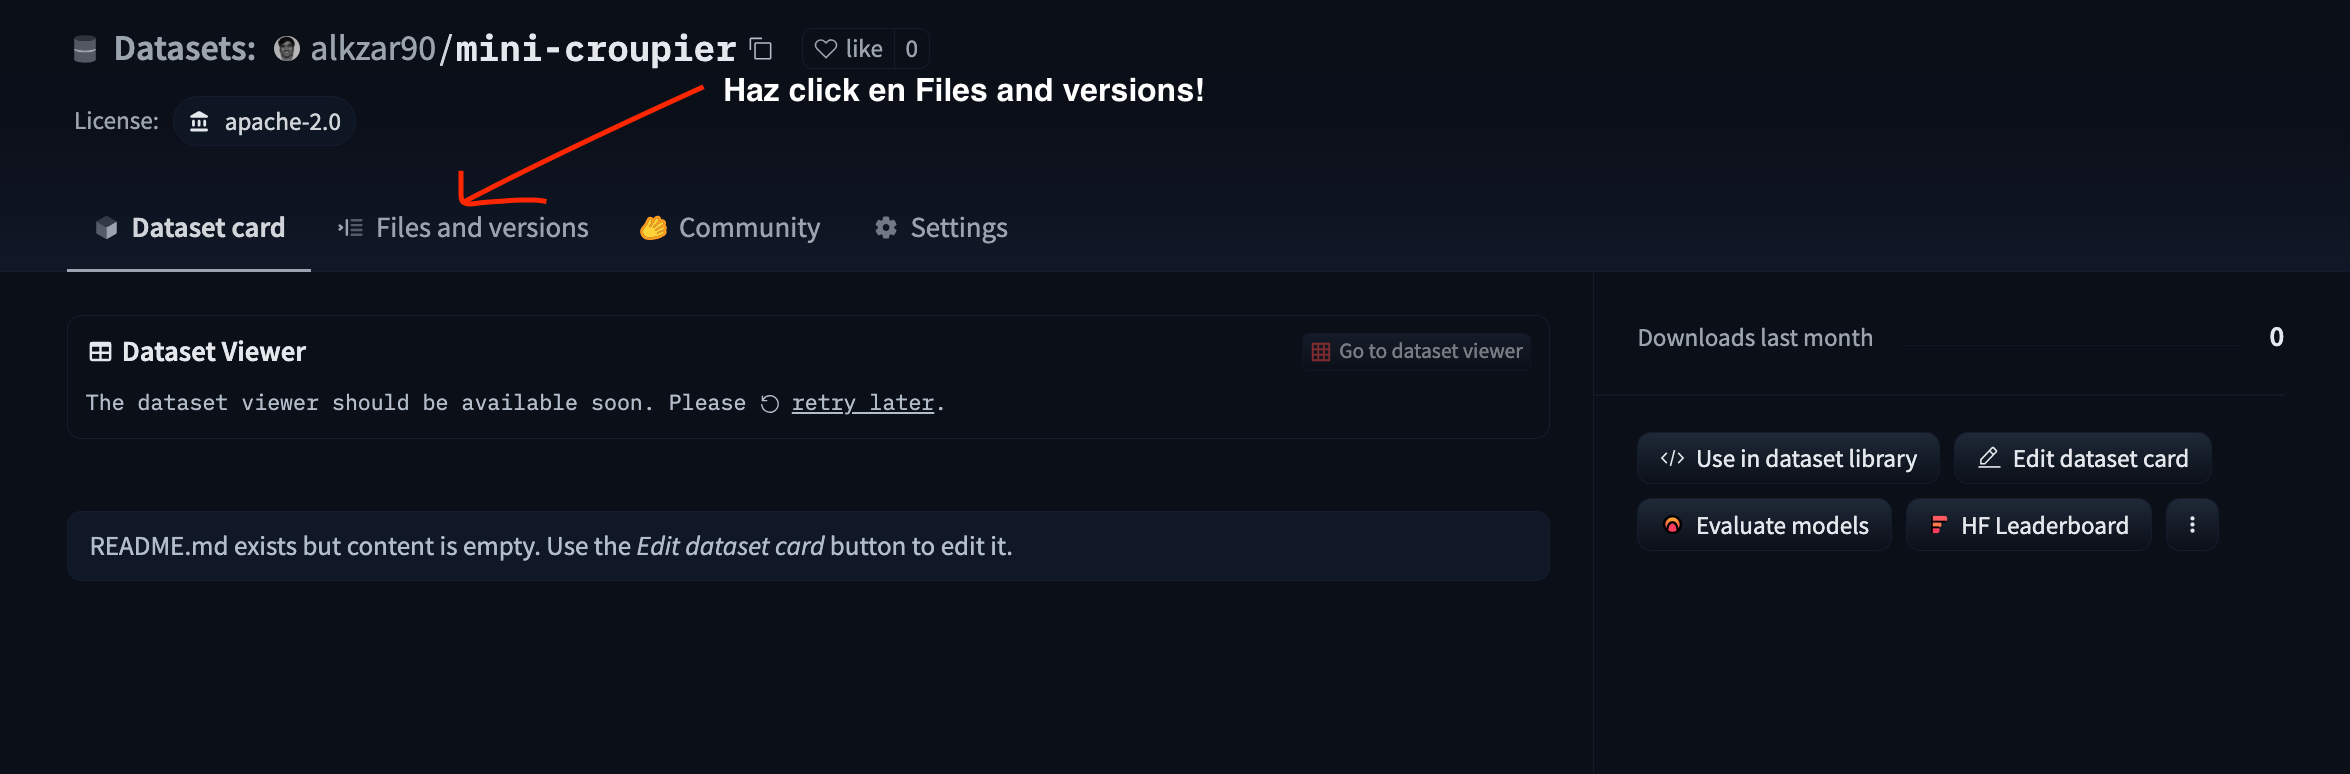 Datasets: alkzar90/mini-croupier like 0
Haz click en Files and versions!
License: apache-2.0
Dataset card Files and versions Community Settings
Dataset Viewer Go to dataset viewer
The dataset viewer should be available soon. Please retry later.
README.md exists but content is empty. Use the Edit dataset card button to edit it.
Downloads last month 0
Use in dataset library Edit dataset card
Evaluate models HF Leaderboard